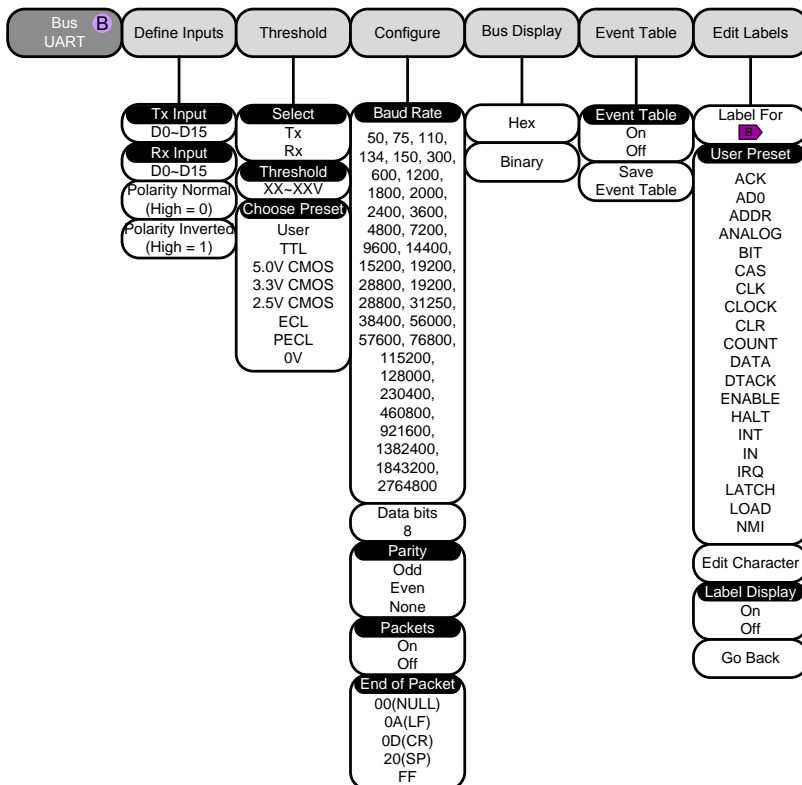 Bus B
UART
Define Inputs
Threshold
Configure
Bus Display
Event Table
Edit Labels
Tx Input
D0~D15
Rx Input
D0~D15
Polarity Normal
(High = 0)
Polarity Inverted
(High = 1)
Select
Tx
Rx
Threshold
XX~XXV
Choose Preset
User
TTL
5.0V CMOS
3.3V CMOS
2.5V CMOS
ECL
PECL
0V
Baud Rate
50, 75, 110,
134, 150, 300,
600, 1200,
1800, 2000,
2400, 3600,
4800, 7200,
9600, 14400,
15200, 19200,
28800, 19200,
28800, 31250,
38400, 56000,
57600, 76800,
115200,
128000,
230400,
460800,
921600,
1382400,
1843200,
2764800
Data bits
8
Parity
Odd
Even
None
Packets
On
Off
End of Packet
00(NULL)
0A(LF)
0D(CR)
20(SP)
FF
Hex
Binary
Event Table
On
Off
Save
Event Table
Label For
B
User Preset
ACK
AD0
ADDR
ANALOG
BIT
CAS
CLK
CLOCK
CLR
COUNT
DATA
DTACK
ENABLE
HALT
INT
IN
IRQ
LATCH
LOAD
NMI
Edit Character
Label Display
On
Off
Go Back